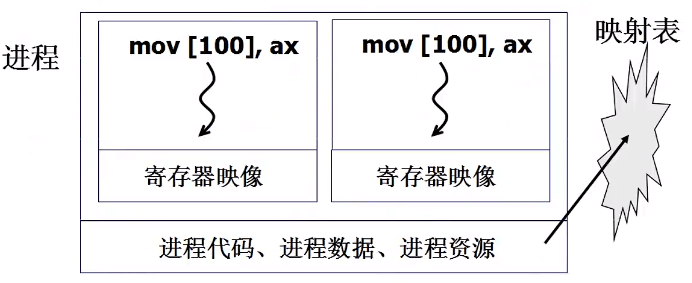 进程
mov [100], ax
mov [100], ax
映射表
寄存器映像
寄存器映像
进程代码、进程数据、进程资源